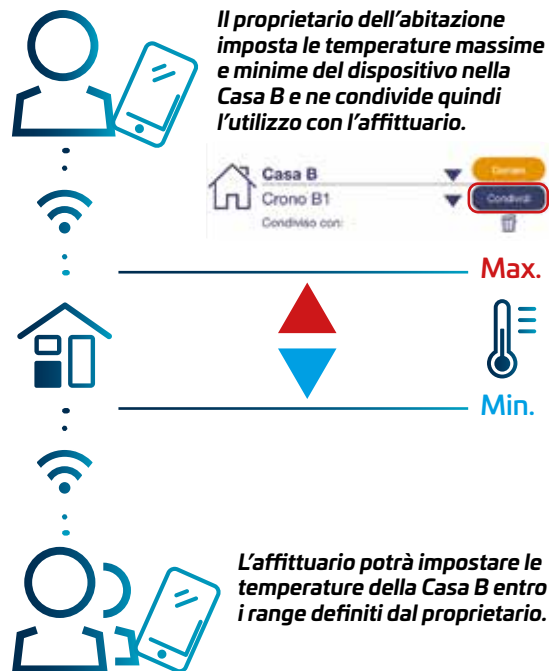 Il proprietario dell'abitazione
imposta le temperature massime
e minime del dispositivo nella
Casa B e ne condivide quindi
l'utilizzo con l'affittuario.
Casa B
Crono B1
Condividi
Condiviso con:
Max.
Min.
L'affittuario potrà impostare le
temperature della Casa B entro
i range definiti dal proprietario.